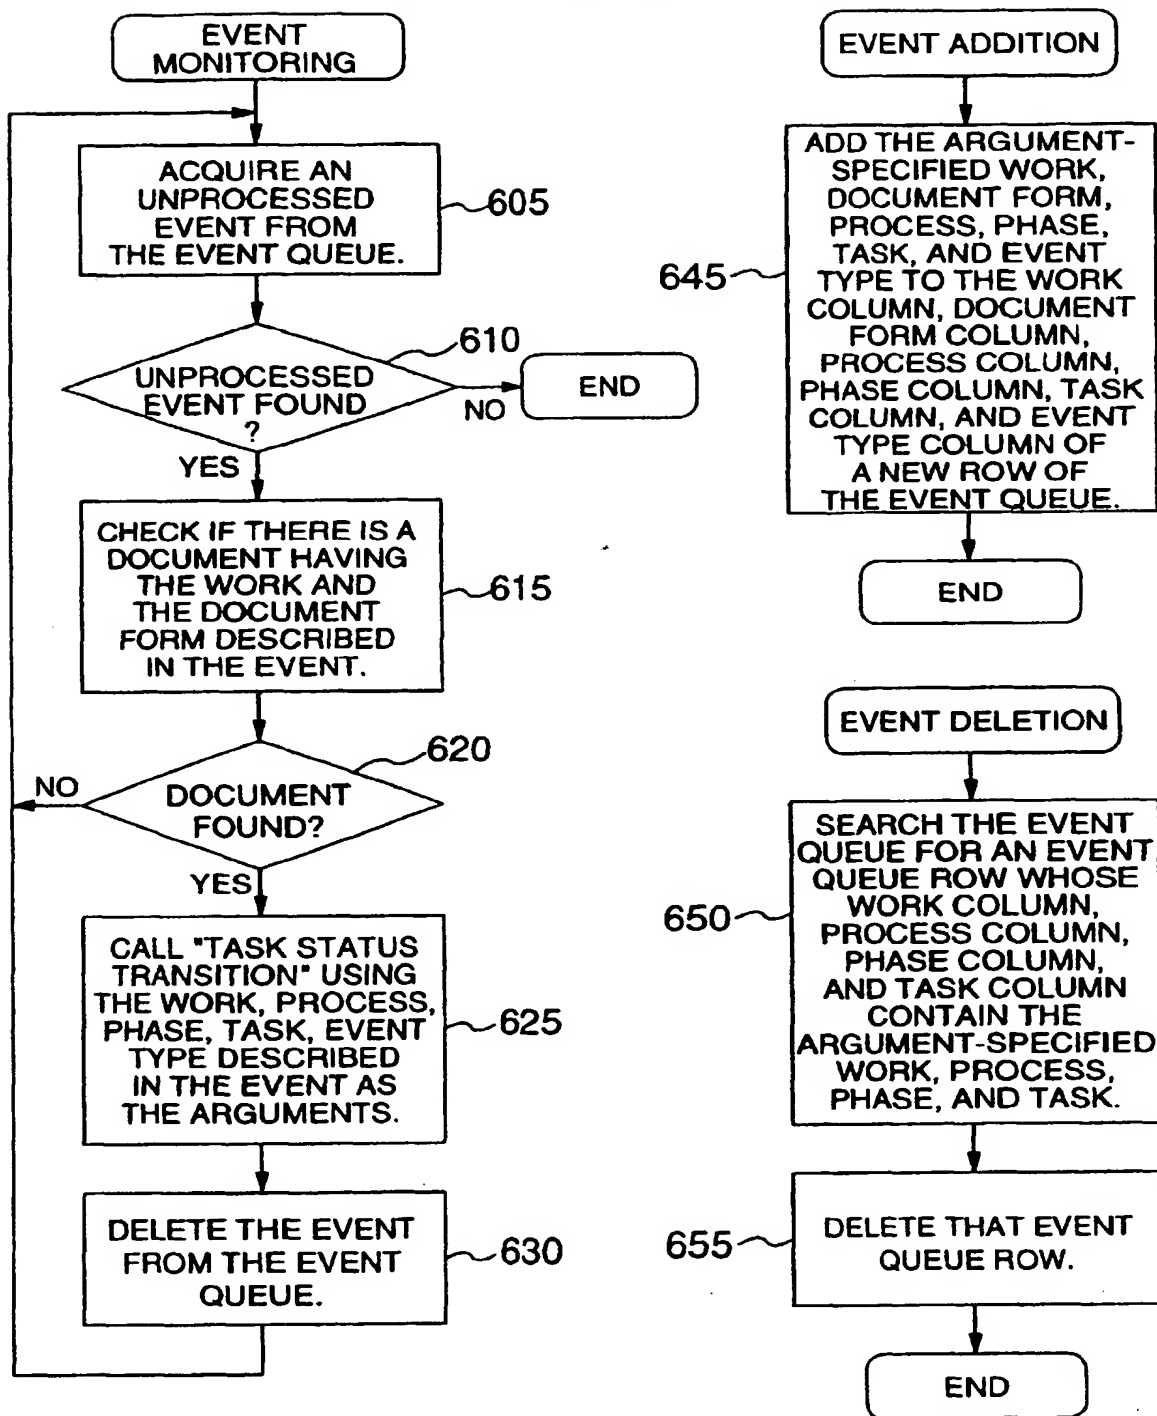 EVENT
MONITORING
ACQUIRE AN
UNPROCESSED
EVENT FROM
THE EVENT QUEUE.
605
610
UNPROCESSED
EVENT FOUND
?
NO
END
YES
CHECK IF THERE IS A
DOCUMENT HAVING
THE WORK AND
THE DOCUMENT
FORM DESCRIBED
IN THE EVENT.
615
620
NO
DOCUMENT
FOUND?
YES
CALL "TASK STATUS
TRANSITION" USING
THE WORK, PROCESS,
PHASE, TASK, EVENT
TYPE DESCRIBED
IN THE EVENT AS
THE ARGUMENTS.
625
DELETE THE EVENT
FROM THE EVENT
QUEUE.
630
EVENT ADDITION
ADD THE ARGUMENT-
SPECIFIED WORK,
DOCUMENT FORM,
PROCESS, PHASE,
TASK, AND EVENT
TYPE TO THE WORK
COLUMN, DOCUMENT
FORM COLUMN,
PROCESS COLUMN,
PHASE COLUMN, TASK
COLUMN, AND EVENT
TYPE COLUMN OF
A NEW ROW OF
THE EVENT QUEUE.
645
END
EVENT DELETION
SEARCH THE EVENT
QUEUE FOR AN EVENT
QUEUE ROW WHOSE
WORK COLUMN,
PROCESS COLUMN,
PHASE COLUMN,
AND TASK COLUMN
CONTAIN THE
ARGUMENT-SPECIFIED
WORK, PROCESS,
PHASE, AND TASK.
650
DELETE THAT EVENT
QUEUE ROW.
655
END